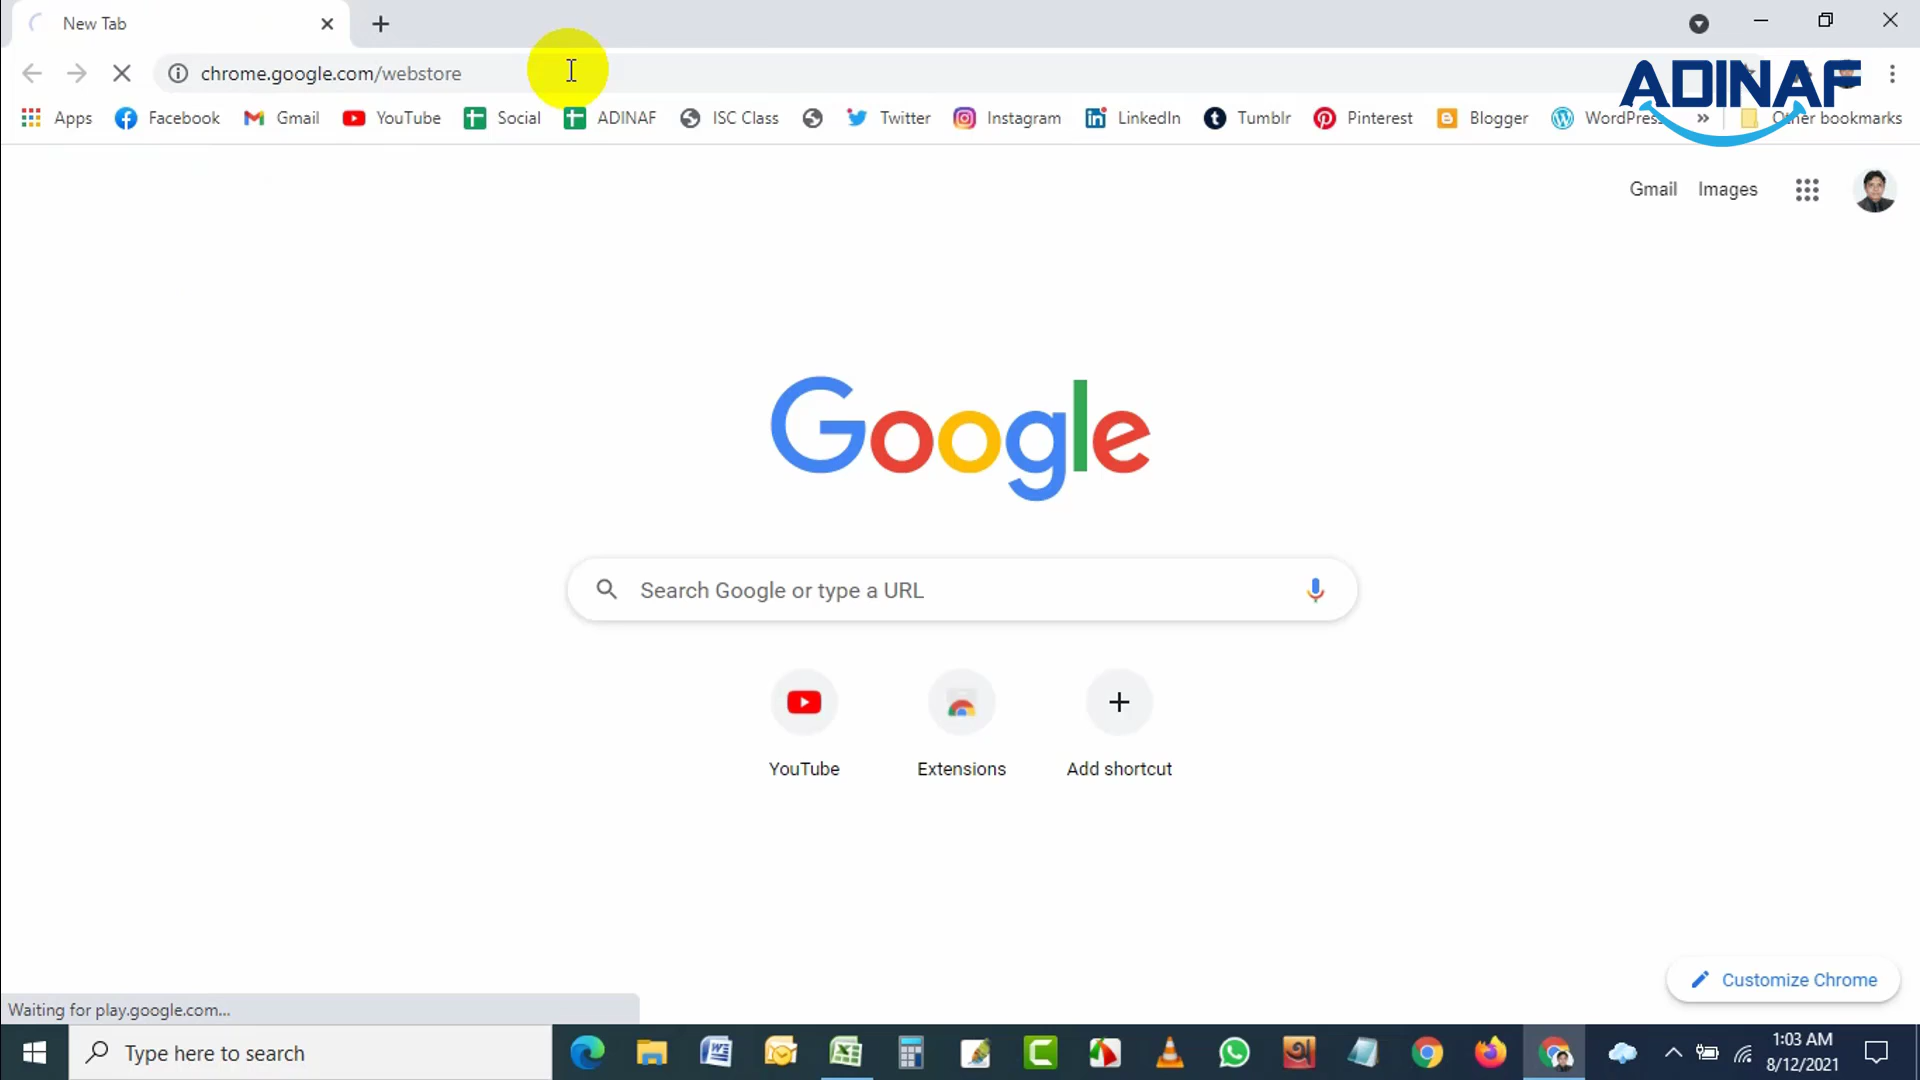 New Tab
chrome.google.com/webstore
ADINAF
Apps Facebook Gmail YouTube Social ADINAF ISC Class Twitter Instagram LinkedIn Tumblr Pinterest Blogger WordPress » Other bookmarks
Gmail Images
Google
Search Google or type a URL
YouTube Extensions Add shortcut
Customize Chrome
Waiting for play.google.com...
Type here to search
1:03 AM
8/12/2021